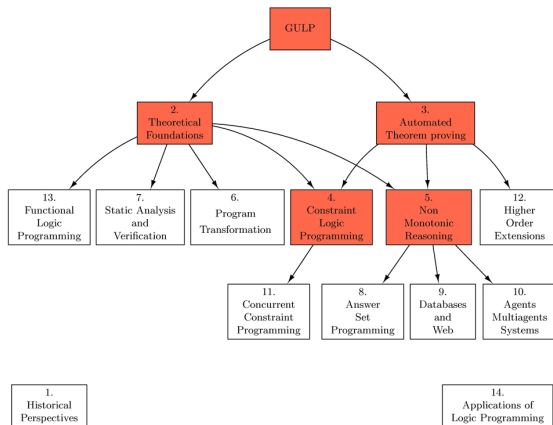 GULP
2.
Theoretical
Foundations
3.
Automated
Theorem proving
13.
Functional
Logic
Programming
7.
Static Analysis
and
Verification
6.
Program
Transformation
4.
Constraint
Logic
Programming
5.
Non
Monotonic
Reasoning
12.
Higher
Order
Extensions
11.
Concurrent
Constraint
Programming
8.
Answer
Set
Programming
9.
Databases
and
Web
10.
Agents
Multiagents
Systems
1.
Historical
Perspectives
14.
Applications of
Logic Programming